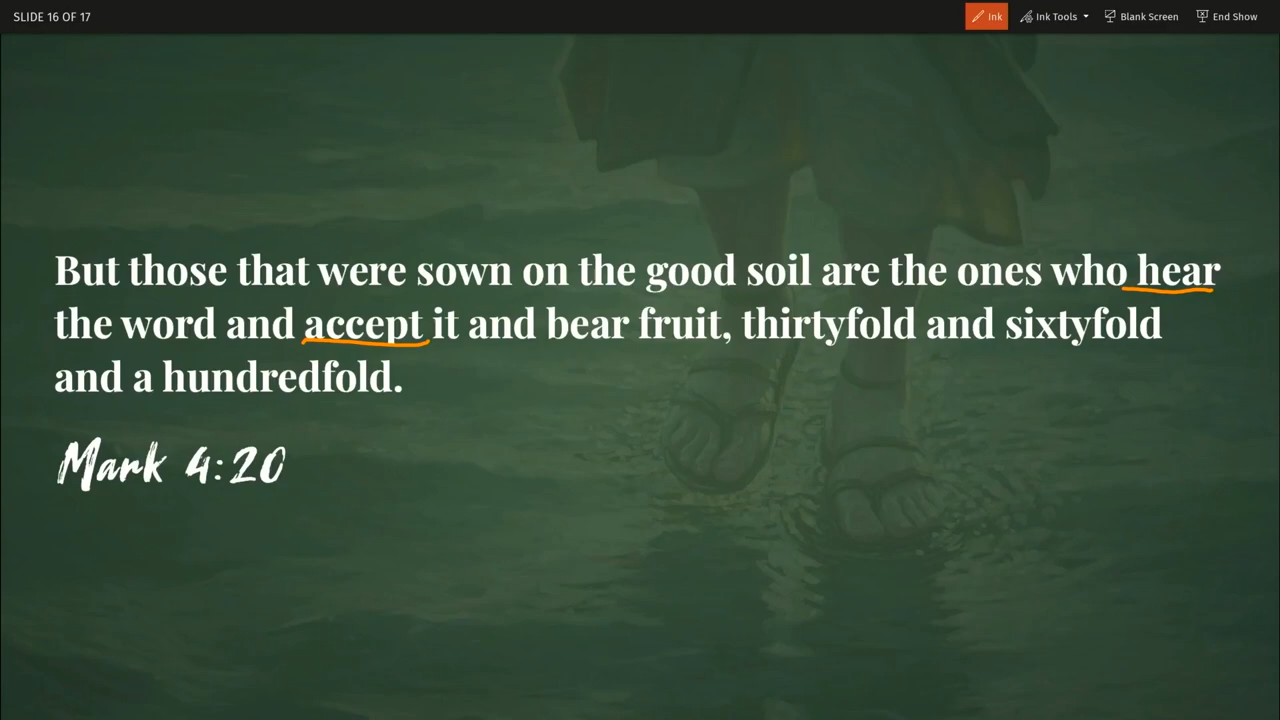 SLIDE 16 OF 17
Ink
Ink Tools
Blank Screen
End Show
But those that were sown on the good soil are the ones who hear
the word and accept it and bear fruit, thirtyfold and sixtyfold
and a hundredfold.
Mark 4:20